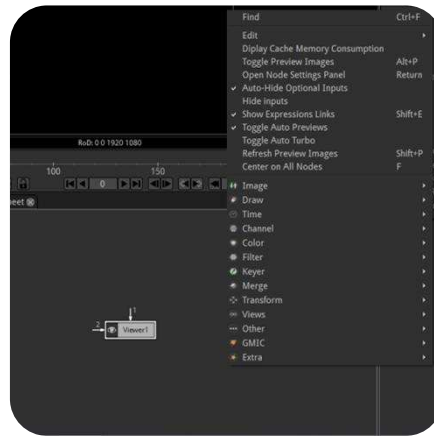 Find Ctrl+F
Edit
Diplay Cache Memory Consumption
Toggle Preview Images Alt+P
Open Node Settings Panel Return
Auto-Hide Optional Inputs
Hide inputs
Show Expressions Links Shift+E
Toggle Auto Previews
Toggle Auto Turbo
Refresh Preview Images Shift+P
Center on All Nodes F
RoD: 0 0 1920 1080
100 150
0
eet
Image
Draw
Time
Channel
Color
Filter
Keyer
Merge
Transform
Views
Other
GMIC
Extra
1
2 Viewer1